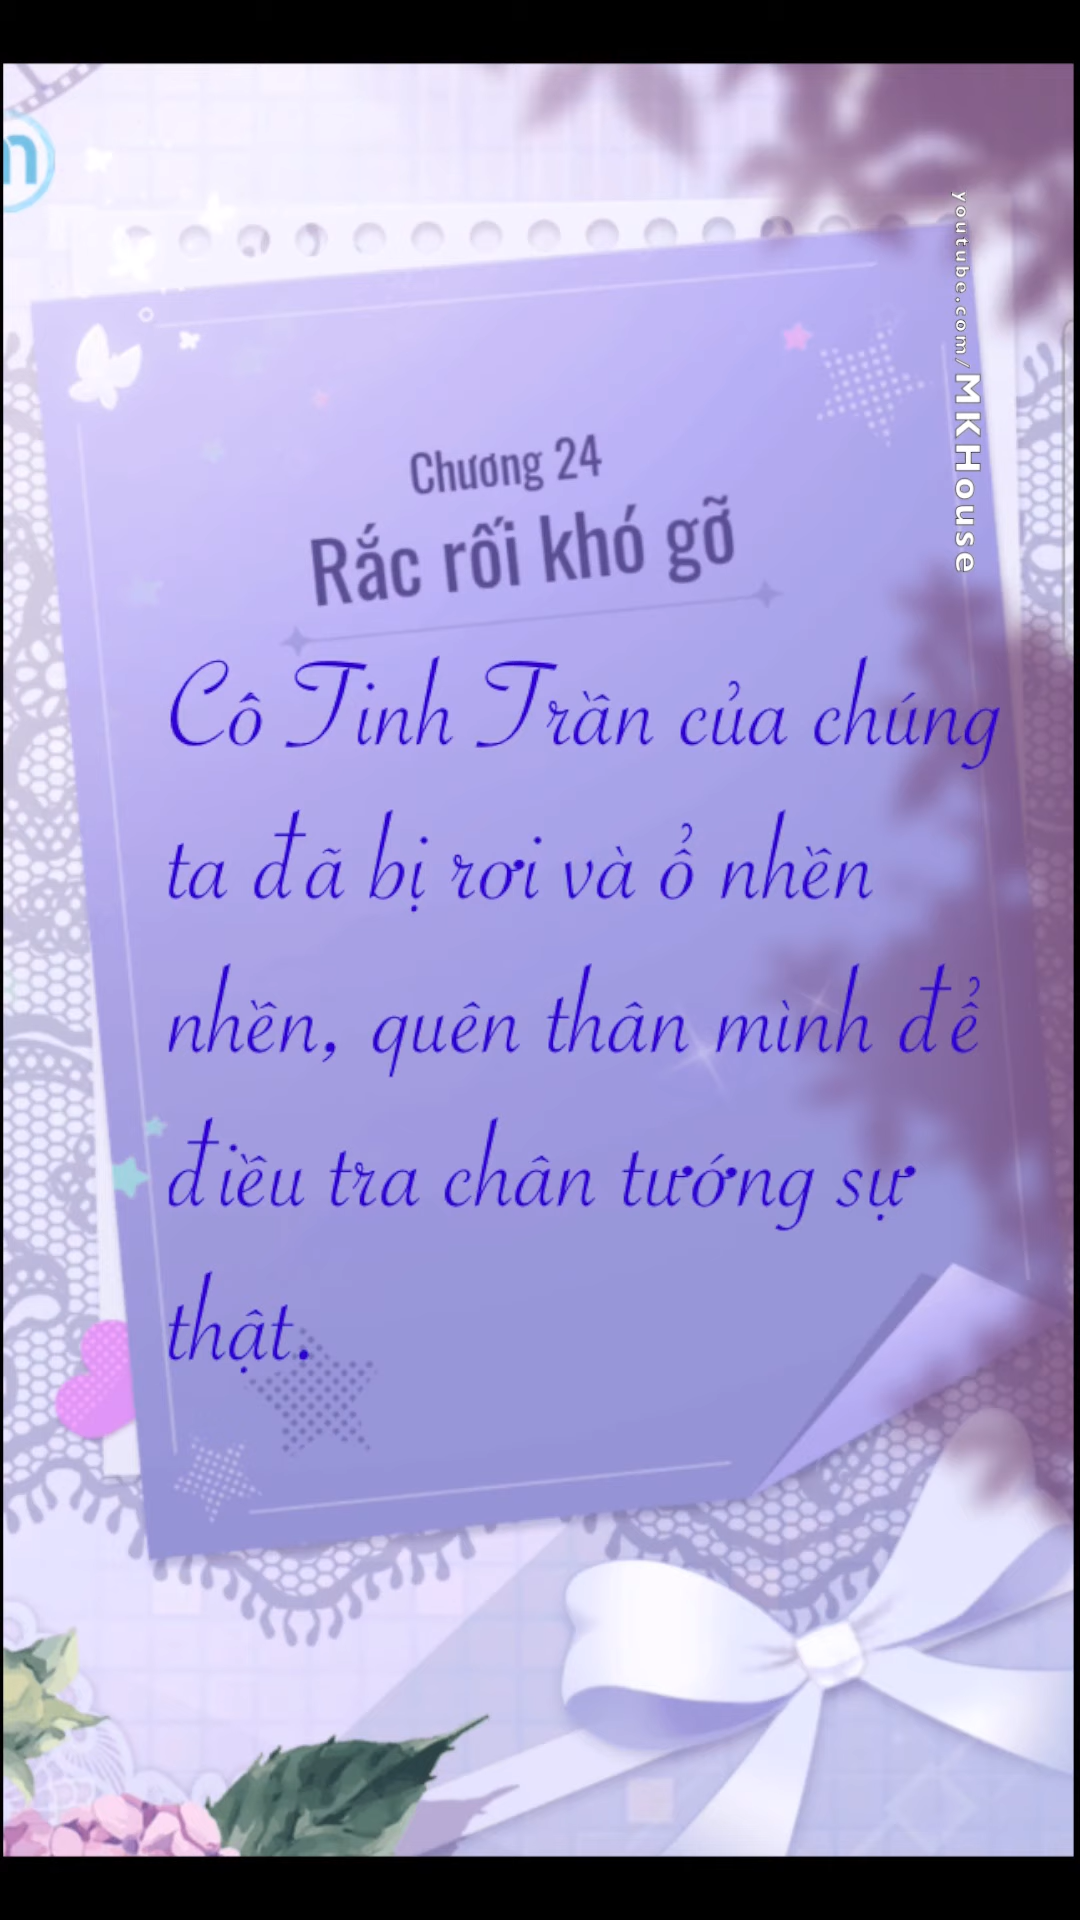 youtube.com/MKHouse
Chương 24
Rắc rối khó gỡ
Cô Tinh Trần của chúng
ta đã bị rơi và ổ nhền
nhền, quên thân mình để
điều tra chân tướng sự
thật.